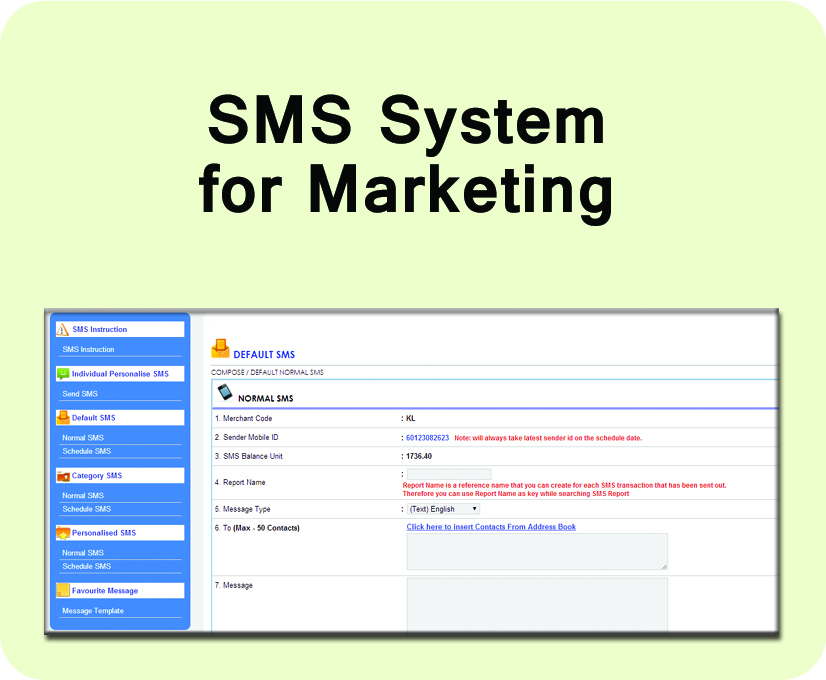 SMS System
for Marketing
SMS Instruction
SMS Instruction
Individual Personalise SMS
Send SMS
Default SMS
Normal SMS
Schedule SMS
Category SMS
Normal SMS
Schedule SMS
Personalised SMS
Normal SMS
Schedule SMS
Favourite Message
Message Template
DEFAULT SMS
COMPOSE / DEFAULT NORMAL SMS
NORMAL SMS
1. Merchant Code : KL
2. Sender Mobile ID : 60123082623 Note: will always take latest sender id on the schedule date.
3. SMS Balance Unit : 1736.40
4. Report Name :
Report Name is a reference name that you can create for each SMS transaction that has been sent out.
Therefore you can use Report Name as key while searching SMS Report
5. Message Type : (Text) English
6. To (Max - 50 Contacts) Click here to insert Contacts From Address Book
7. Message